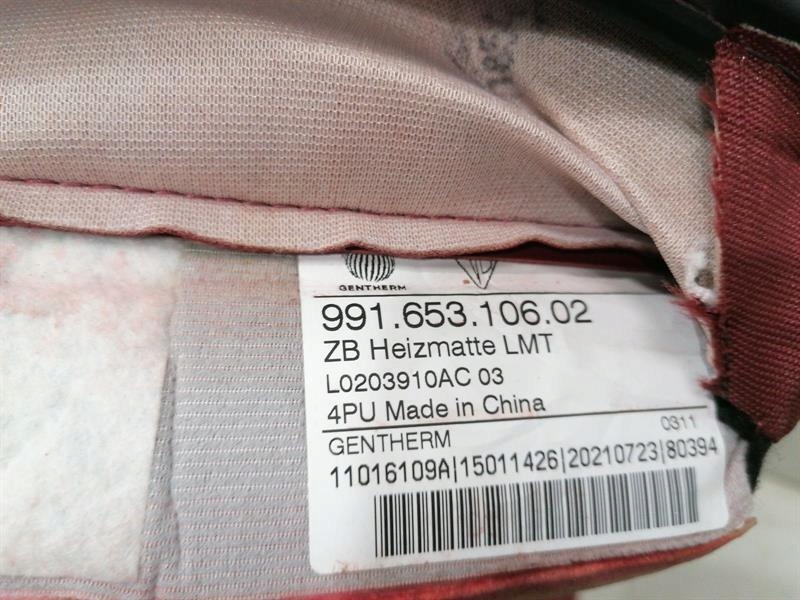 GENTHERM
991.653.106.02
ZB Heizmatte LMT
L0203910AC 03
4PU Made in China
GENTHERM 0311
11016109A|15011426|20210723|80394